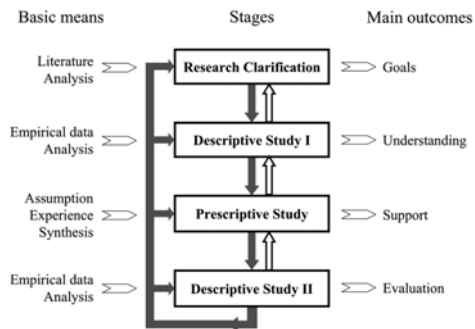 Basic means
Stages
Main outcomes
Literature
Analysis
Research Clarification
Goals
Empirical data
Analysis
Descriptive Study I
Understanding
Assumption
Experience
Synthesis
Prescriptive Study
Support
Empirical data
Analysis
Descriptive Study II
Evaluation